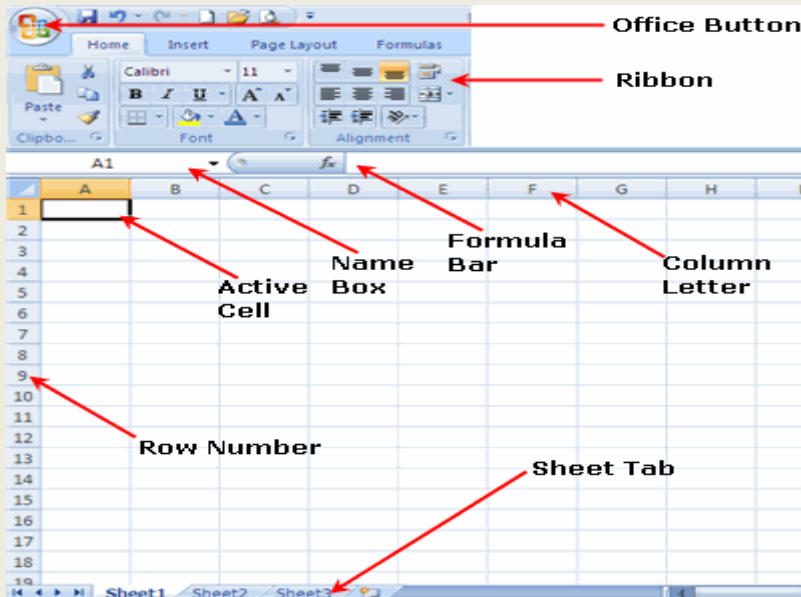 Office Button
Home Insert Page Layout Formulas
Calibri 11
Ribbon
B I U A A
Paste
A
Clipbo... Font Alignment
A1 fx
A B C D E F G H
1
2
3
4
5
6
7
8
9
10
11
12
13
14
15
16
17
18
19
Formula
Bar
Name
Box
Column
Letter
Active
Cell
Row Number
Sheet Tab
Sheet1 Sheet2 Sheet3